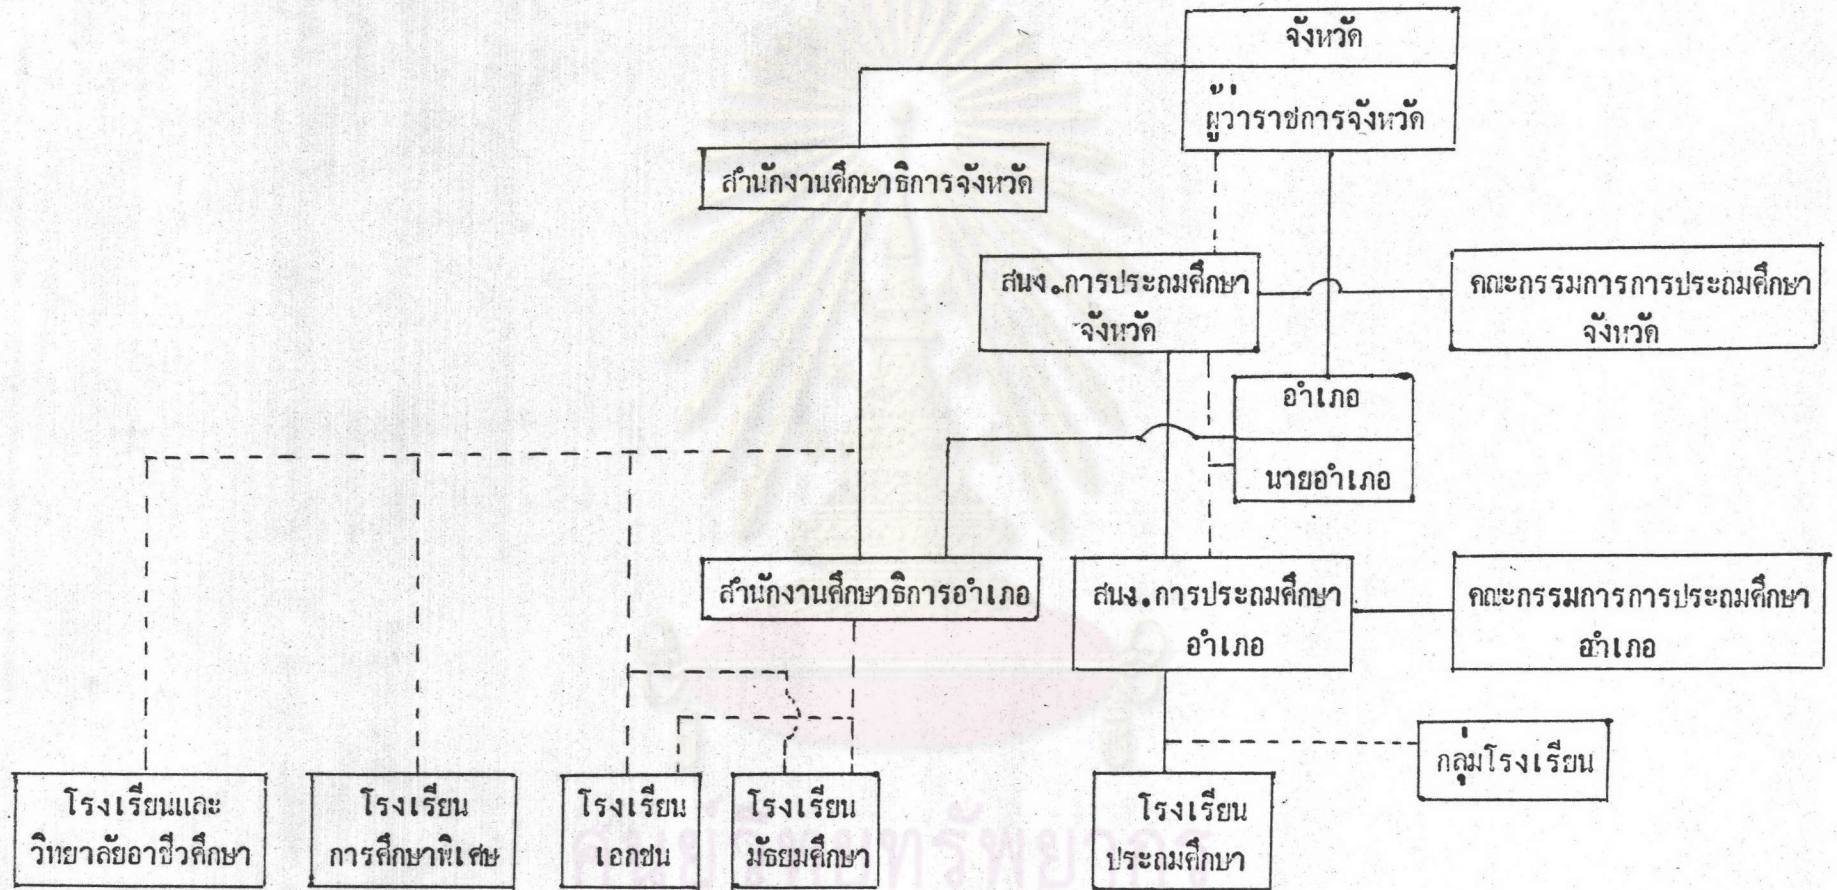 จังหวัด
ผู้ว่าราชการจังหวัด
สำนักงานศึกษาธิการจังหวัด
สนง.การประถมศึกษา
จังหวัด
คณะกรรมการการประถมศึกษา
จังหวัด
อำเภอ
นายอำเภอ
สำนักงานศึกษาธิการอำเภอ
สนง.การประถมศึกษา
อำเภอ
คณะกรรมการการประถมศึกษา
อำเภอ
กลุ่มโรงเรียน
โรงเรียนและ
วิทยาลัยอาชีวศึกษา
โรงเรียน
การศึกษาพิเศษ
โรงเรียน
เอกชน
โรงเรียน
มัธยมศึกษา
โรงเรียน
ประถมศึกษา
ศูนย์วิทยทรัพยากร